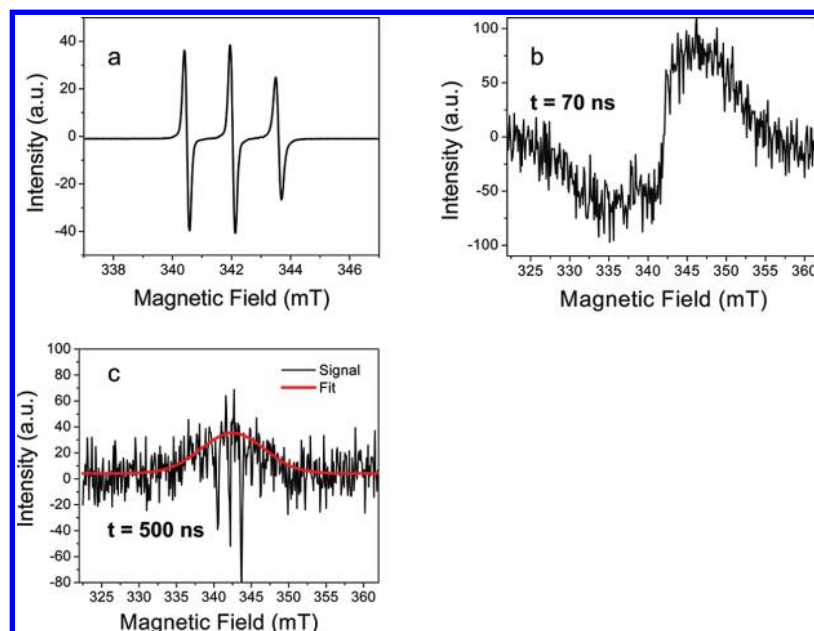 a
Intensity (a.u.)
40
20
0
-20
-40
338 340 342 344 346
Magnetic Field (mT)
b
t = 70 ns
Intensity (a.u.)
100
50
0
-50
-100
325 330 335 340 345 350 355 360
Magnetic Field (mT)
c
Signal
Fit
t = 500 ns
Intensity (a.u.)
100
80
60
40
20
0
-20
-40
-60
-80
325 330 335 340 345 350 355 360
Magnetic Field (mT)